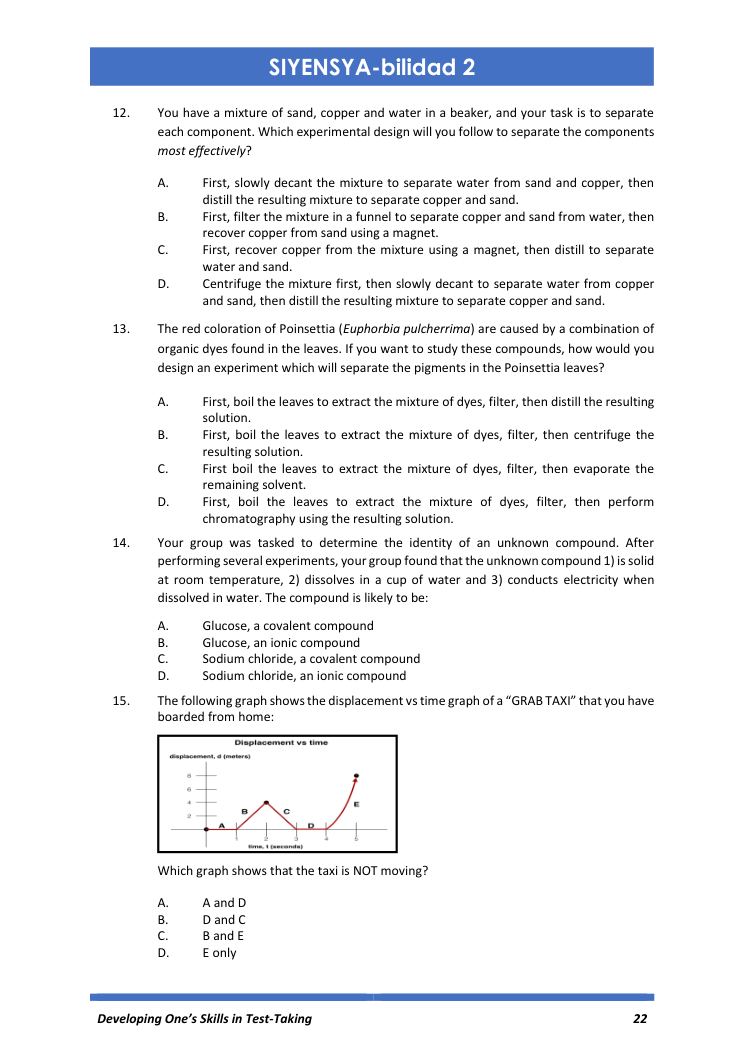 SIYENSYA-bilidad 2
12. You have a mixture of sand, copper and water in a beaker, and your task is to separate
each component. Which experimental design will you follow to separate the components
most effectively?
A. First, slowly decant the mixture to separate water from sand and copper, then
distill the resulting mixture to separate copper and sand.
B. First, filter the mixture in a funnel to separate copper and sand from water, then
recover copper from sand using a magnet.
C. First, recover copper from the mixture using a magnet, then distill to separate
water and sand.
D. Centrifuge the mixture first, then slowly decant to separate water from copper
and sand, then distill the resulting mixture to separate copper and sand.
13. The red coloration of Poinsettia (Euphorbia pulcherrima) are caused by a combination of
organic dyes found in the leaves. If you want to study these compounds, how would you
design an experiment which will separate the pigments in the Poinsettia leaves?
A. First, boil the leaves to extract the mixture of dyes, filter, then distill the resulting
solution.
B. First, boil the leaves to extract the mixture of dyes, filter, then centrifuge the
resulting solution.
C. First boil the leaves to extract the mixture of dyes, filter, then evaporate the
remaining solvent.
D. First, boil the leaves to extract the mixture of dyes, filter, then perform
chromatography using the resulting solution.
14. Your group was tasked to determine the identity of an unknown compound. After
performing several experiments, your group found that the unknown compound 1) is solid
at room temperature, 2) dissolves in a cup of water and 3) conducts electricity when
dissolved in water. The compound is likely to be:
A. Glucose, a covalent compound
B. Glucose, an ionic compound
C. Sodium chloride, a covalent compound
D. Sodium chloride, an ionic compound
15. The following graph shows the displacement vs time graph of a “GRAB TAXI” that you have
boarded from home:
Displacement vs time
displacement, d (meters)
8
6
4
2
A B C D E
1 2 3 4 5
time, t (seconds)
Which graph shows that the taxi is NOT moving?
A. A and D
B. D and C
C. B and E
D. E only
Developing One’s Skills in Test-Taking 22